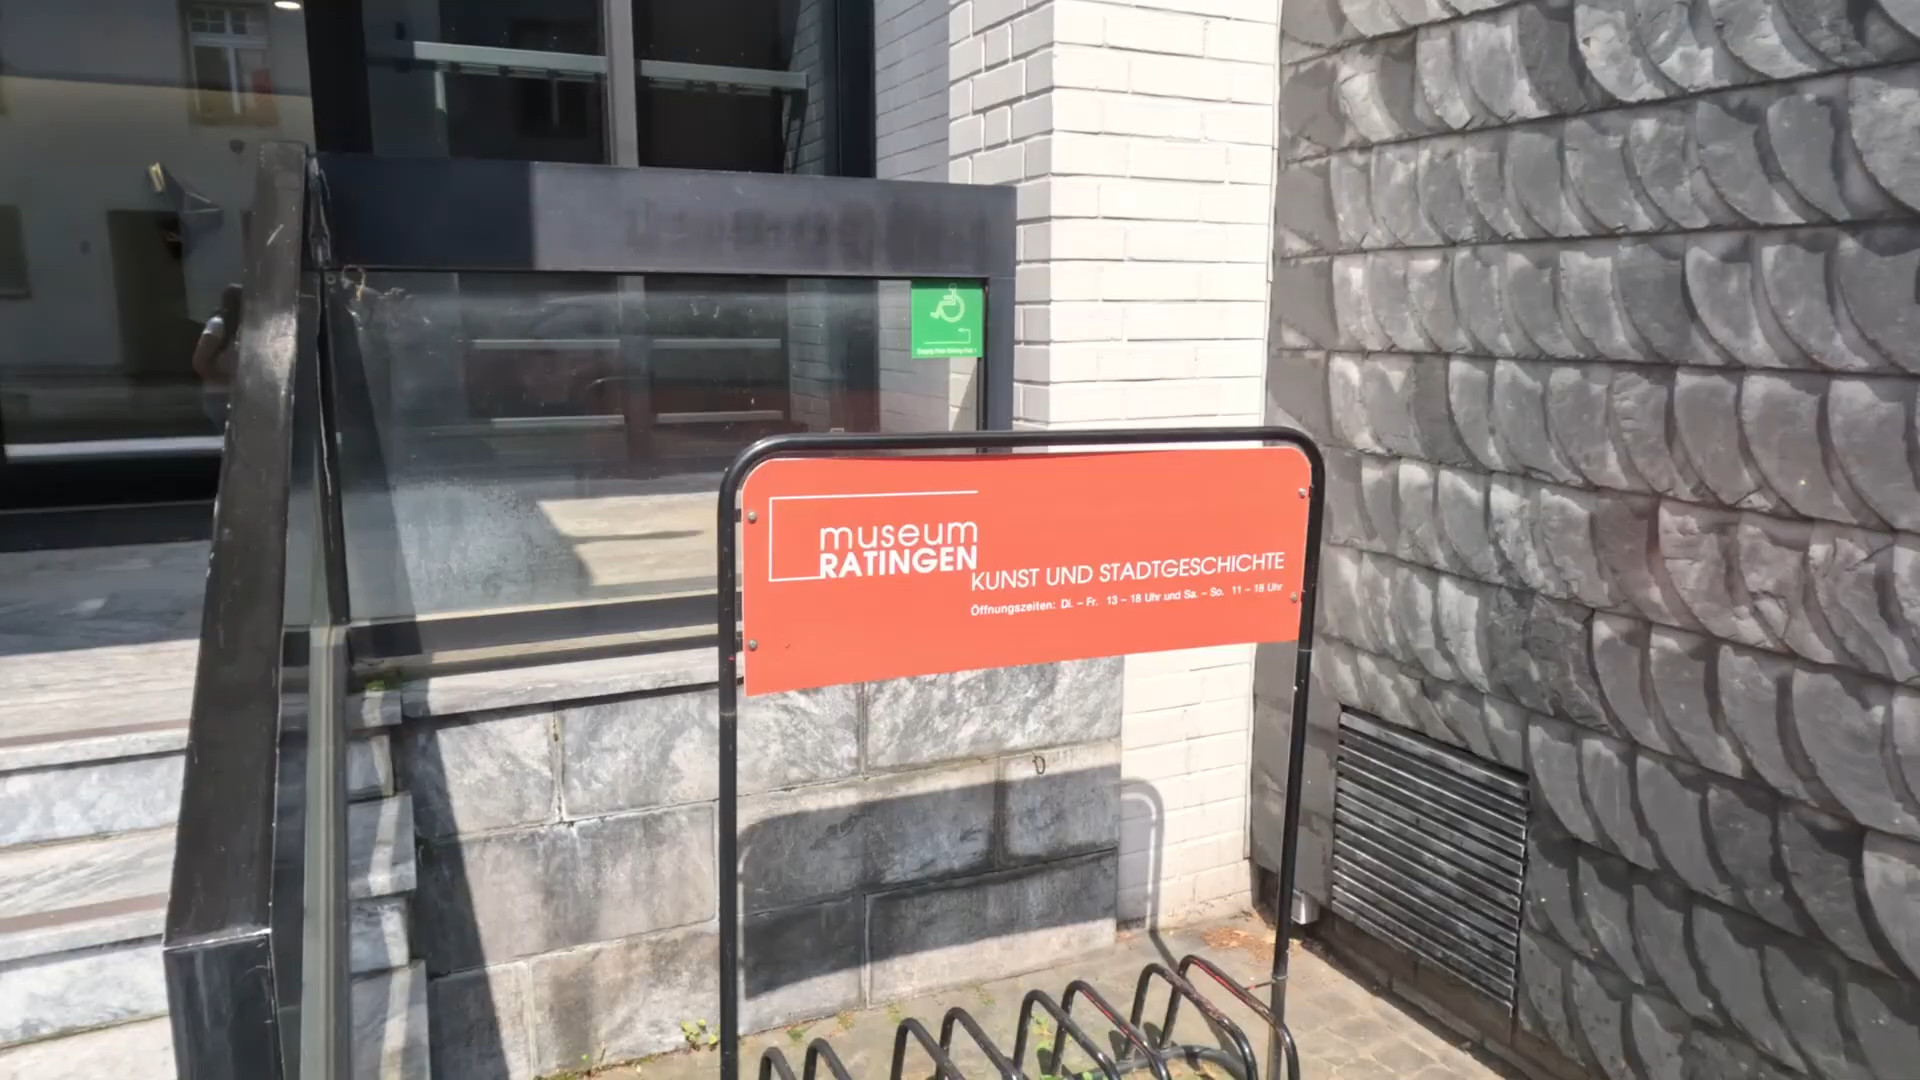 museum
RATINGEN
KUNST UND STADTGESCHICHTE
Öffnungszeiten: Di. – Fr. 13 – 18 Uhr und Sa. – So. 11 – 18 Uhr